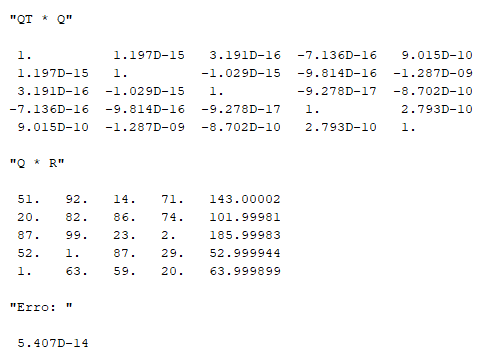 "QT * Q"
1. 1.197D-15 3.191D-16 -7.136D-16 9.015D-10
1.197D-15 1. -1.029D-15 -9.814D-16 -1.287D-09
3.191D-16 -1.029D-15 1. -9.278D-17 -8.702D-10
-7.136D-16 -9.814D-16 -9.278D-17 1. 2.793D-10
9.015D-10 -1.287D-09 -8.702D-10 2.793D-10 1.
"Q * R"
51. 92. 14. 71. 143.00002
20. 82. 86. 74. 101.99981
87. 99. 23. 2. 185.99983
52. 1. 87. 29. 52.999944
1. 63. 59. 20. 63.999899
"Erro: "
5.407D-14